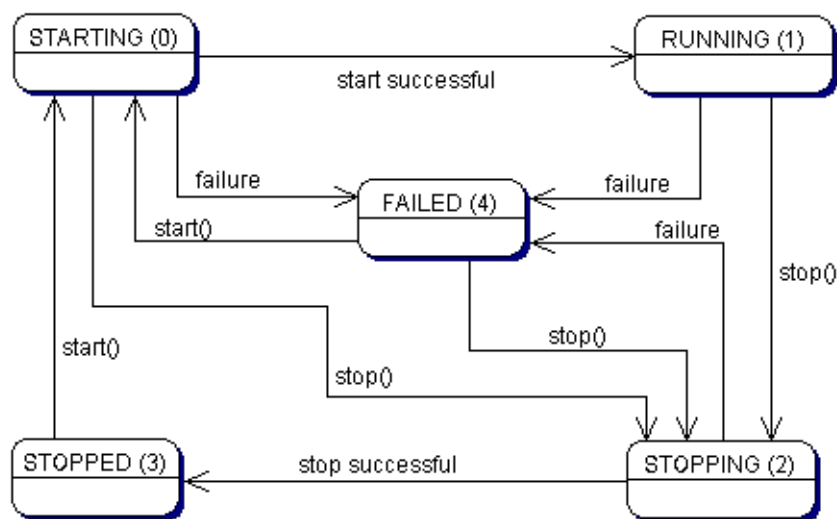 STARTING (0)
RUNNING (1)
start successful
failure
failure
FAILED (4)
start()
failure
stop()
stop()
start()
stop()
STOPPED (3)
stop successful
STOPPING (2)